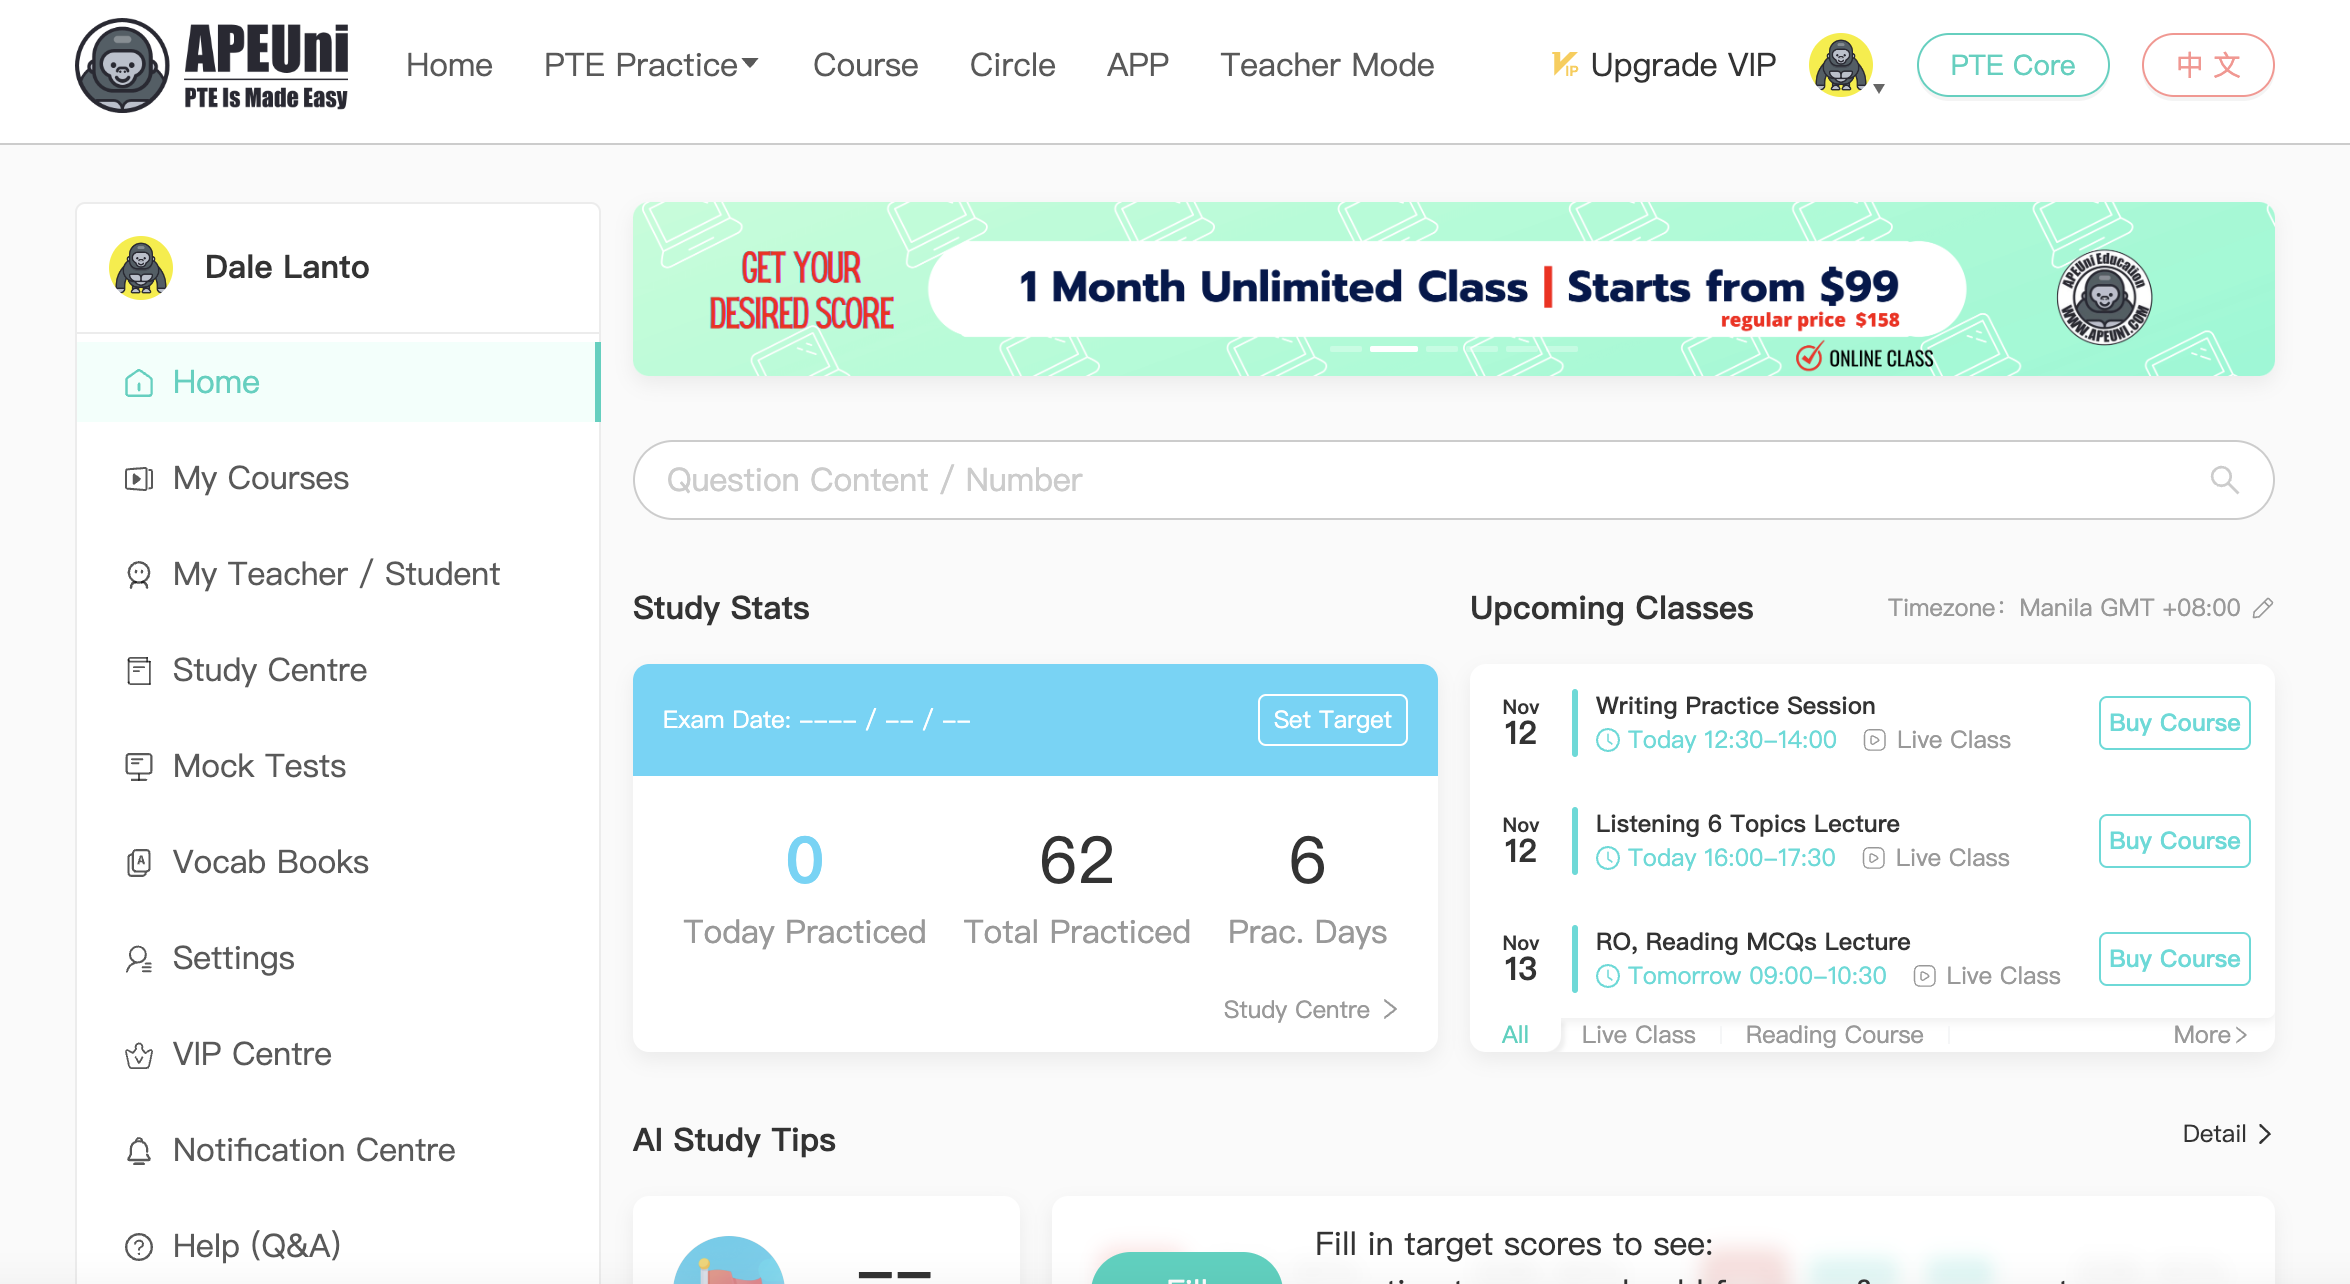 APEUni
PTE Is Made Easy
Home
PTE Practice
Course
Circle
APP
Teacher Mode
VIP Upgrade VIP
PTE Core
中文
Dale Lanto
Home
My Courses
My Teacher / Student
Study Centre
Mock Tests
Vocab Books
Settings
VIP Centre
Notification Centre
Help (Q&A)
GET YOUR
DESIRED SCORE
1 Month Unlimited Class | Starts from $99
regular price $158
ONLINE CLASS
APEUni Education
WWW.APEUNI.COM
Question Content / Number
Study Stats
Exam Date: ---- / -- / --
Set Target
0
Today Practiced
62
Total Practiced
6
Prac. Days
Study Centre
Upcoming Classes
Timezone: Manila GMT +08:00
Nov
12
Writing Practice Session
Today 12:30-14:00
Live Class
Buy Course
Nov
12
Listening 6 Topics Lecture
Today 16:00-17:30
Live Class
Buy Course
Nov
13
RO, Reading MCQs Lecture
Tomorrow 09:00-10:30
Live Class
Buy Course
All
Live Class
Reading Course
More
AI Study Tips
Detail
--
Fill in target scores to see: